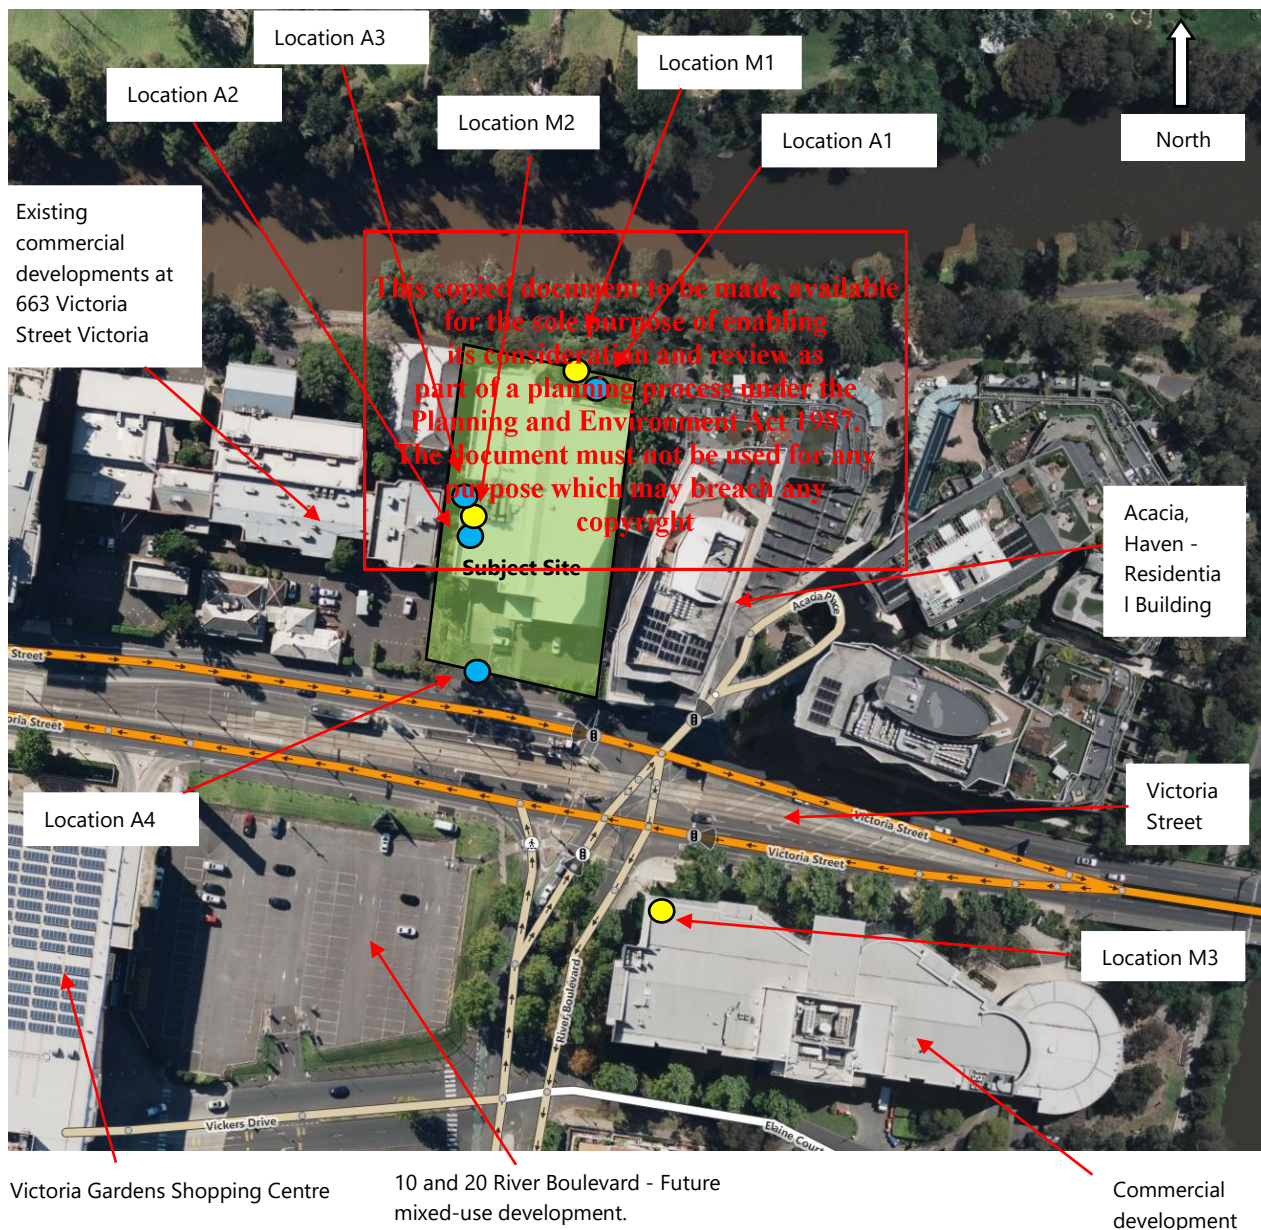 Location A3
Location M1
Location A2
Location M2
Location A1
North
Existing
commercial
developments at
663 Victoria
Street Victoria
This copied document to be made available
for the sole purpose of enabling
its consideration and review as
part of a planning process under the
Planning and Environment Act 1987.
The document must not be used for any
purpose which may breach any
copyright
Subject Site
Acacia,
Haven -
Residentia
l Building
Acacia Place
Street
oria Street
Victoria Street
Victoria Street
Victoria
Street
Location A4
Location M3
River Boulevard
Vickers Drive
Elaine Court
Victoria Gardens Shopping Centre
10 and 20 River Boulevard - Future
mixed-use development.
Commercial
development